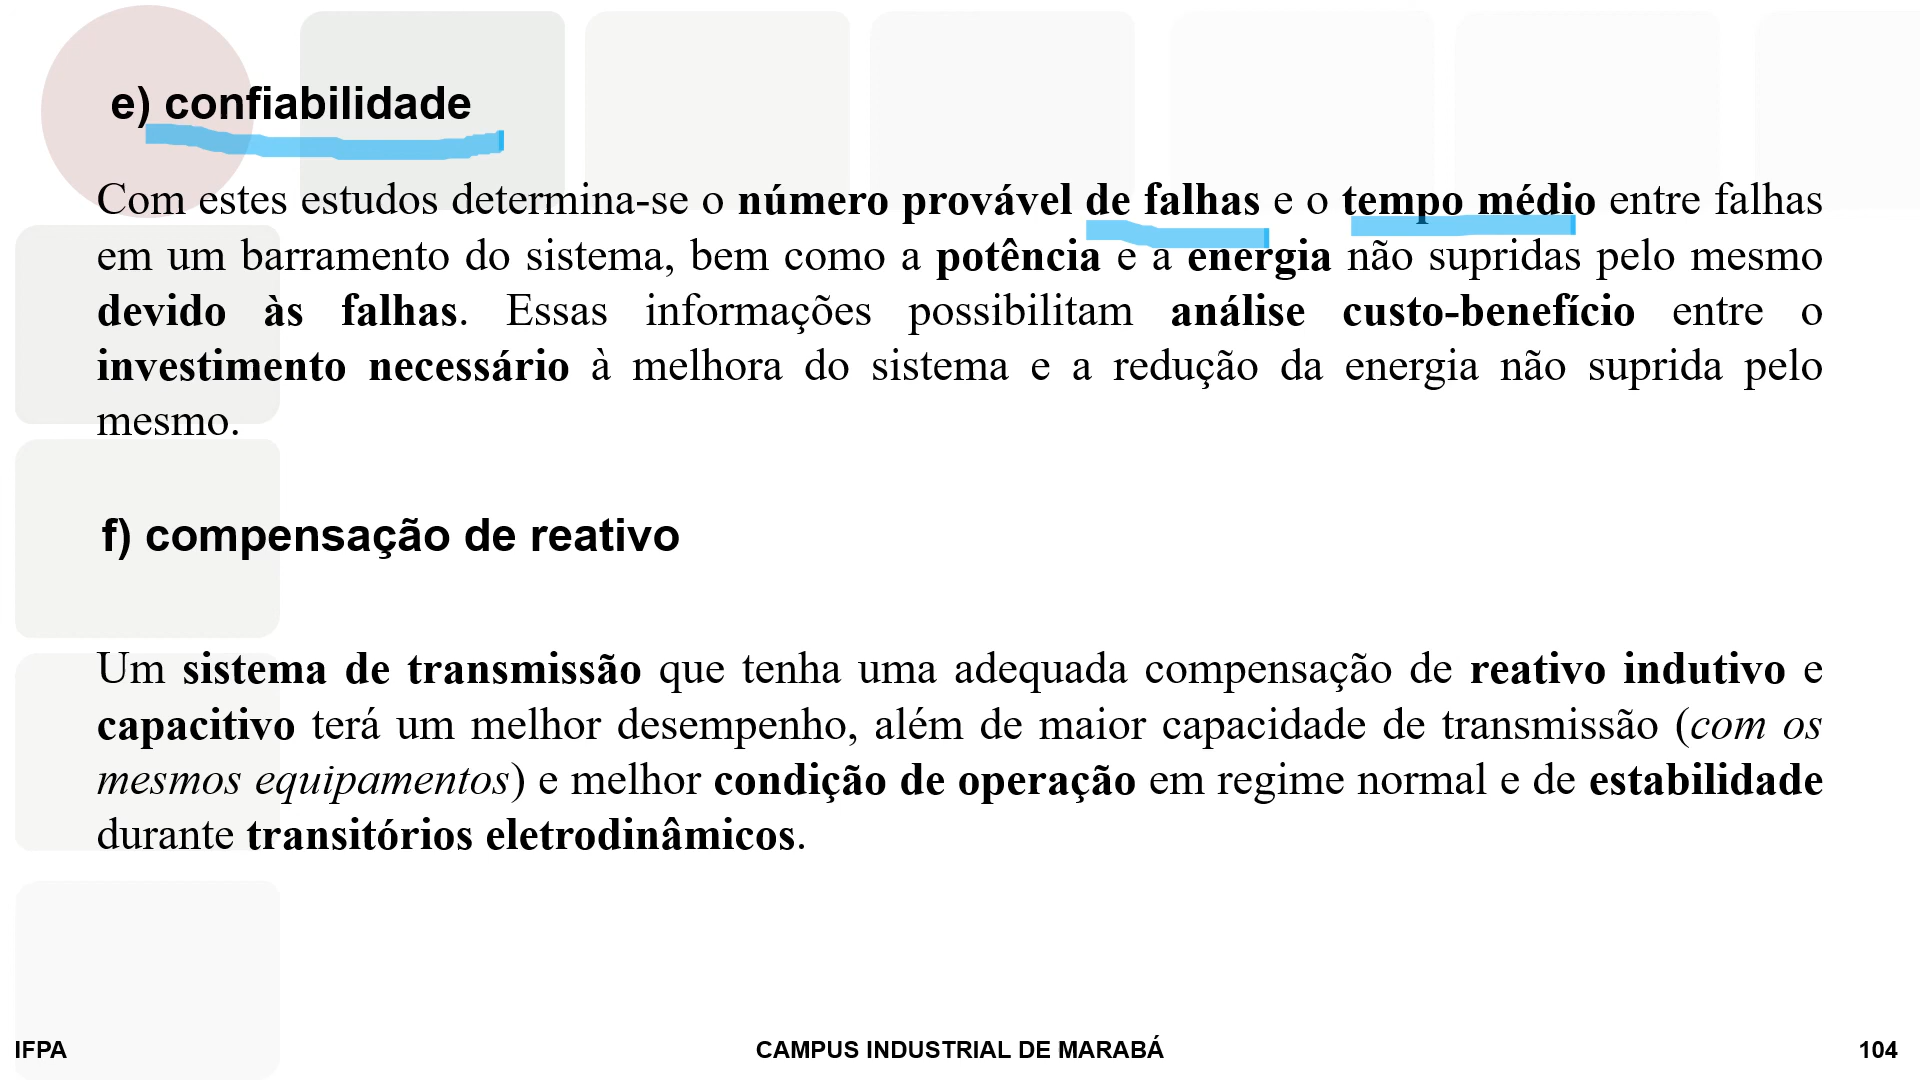 e) confiabilidade
Com estes estudos determina-se o número provável de falhas e o tempo médio entre falhas
em um barramento do sistema, bem como a potência e a energia não supridas pelo mesmo
devido às falhas. Essas informações possibilitam análise custo-benefício entre o
investimento necessário à melhora do sistema e a redução da energia não suprida pelo
mesmo.
f) compensação de reativo
Um sistema de transmissão que tenha uma adequada compensação de reativo indutivo e
capacitivo terá um melhor desempenho, além de maior capacidade de transmissão (com os
mesmos equipamentos) e melhor condição de operação em regime normal e de estabilidade
durante transitórios eletrodinâmicos.
IFPA
CAMPUS INDUSTRIAL DE MARABÁ
104